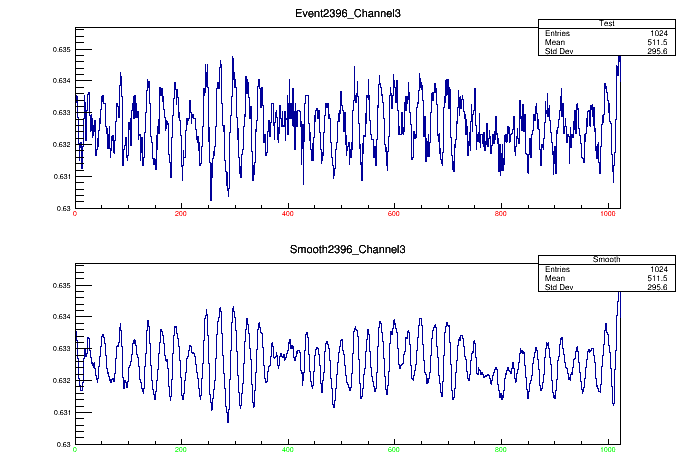 Event2396_Channel3
Test
Entries 1024
Mean 511.5
Std Dev 295.6
0.635
0.634
0.633
0.632
0.631
0.63
0 200 400 600 800 1000
Smooth2396_Channel3
Smooth
Entries 1024
Mean 511.5
Std Dev 295.6
0.635
0.634
0.633
0.632
0.631
0.63
0 200 400 600 800 1000